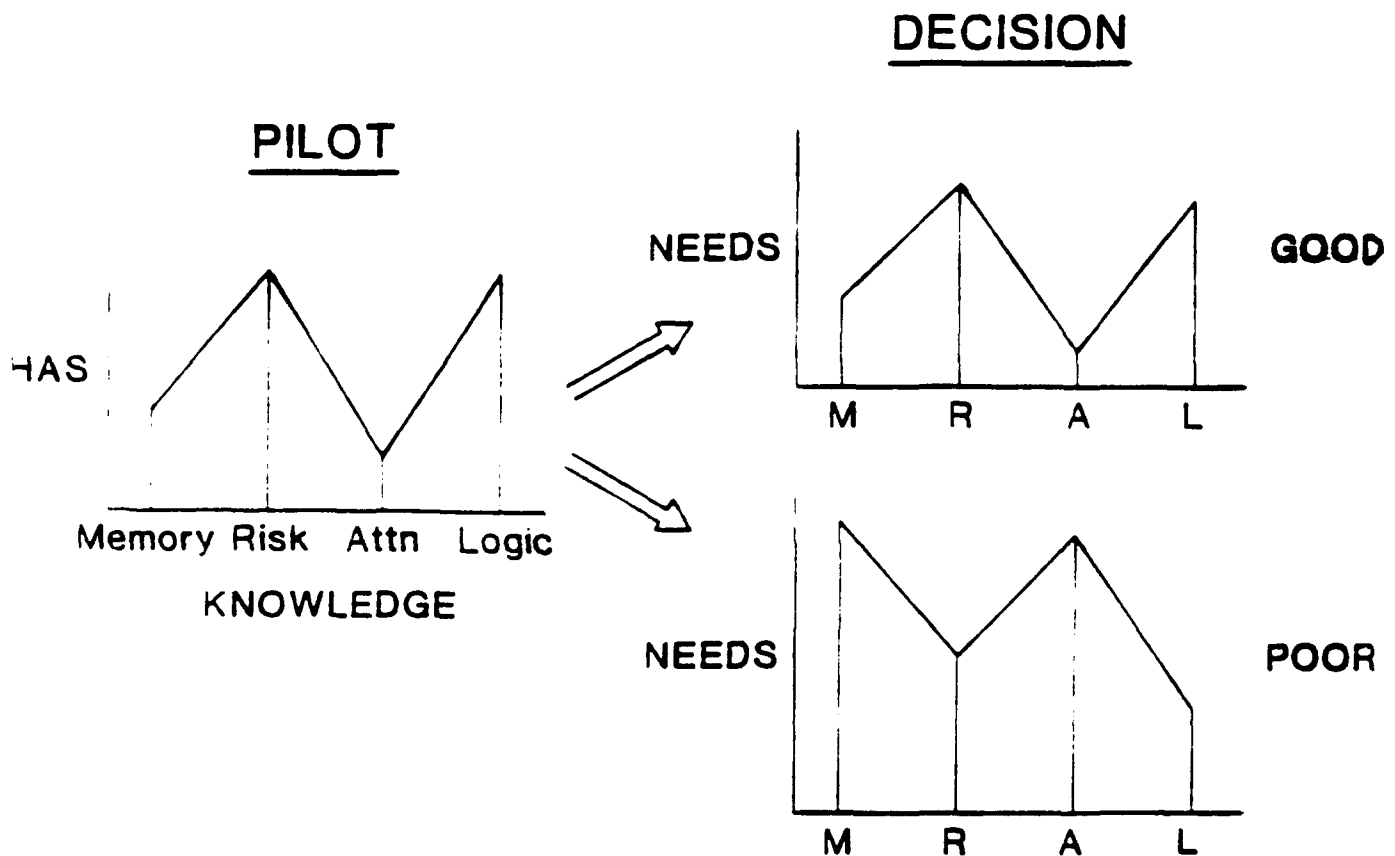 DECISION
PILOT
NEEDS
GOOD
HAS
M R A L
Memory Risk Attn Logic
KNOWLEDGE
NEEDS
POOR
M R A L